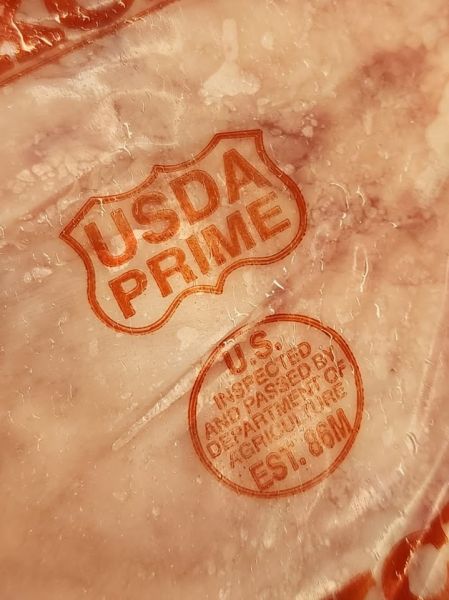 USDA
PRIME
U.S.
INSPECTED
AND PASSED BY
DEPARTMENT OF
AGRICULTURE
EST. 86M